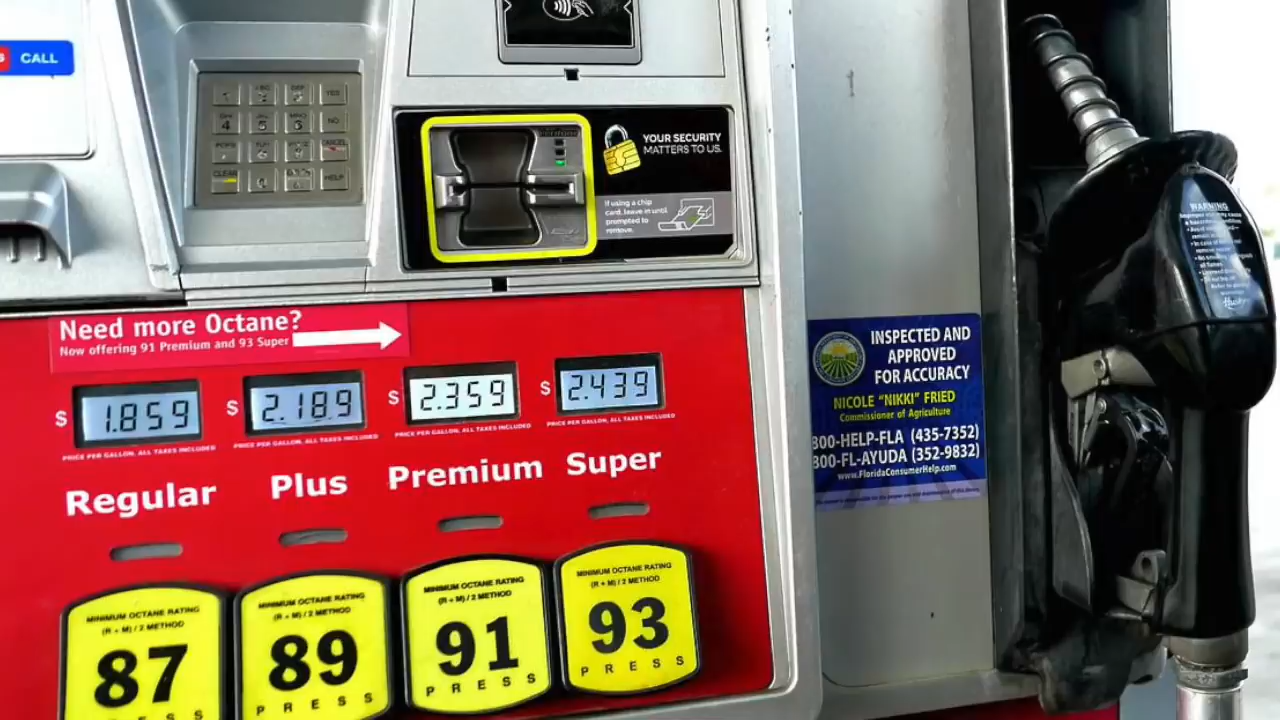 CALL
YES
NO
CANCEL
CLEAR
HELP
YOUR SECURITY
MATTERS TO US.
If using a chip
card, leave in until
prompted to
remove.
Need more Octane?
Now offering 91 Premium and 93 Super
$ 1.859
PRICE PER GALLON, ALL TAXES INCLUDED
Regular
$ 2.189
PRICE PER GALLON, ALL TAXES INCLUDED
Plus
$ 2.359
PRICE PER GALLON, ALL TAXES INCLUDED
Premium
$ 2.439
PRICE PER GALLON, ALL TAXES INCLUDED
Super
MINIMUM OCTANE RATING
(R + M) / 2 METHOD
87
PRESS
MINIMUM OCTANE RATING
(R + M) / 2 METHOD
89
PRESS
MINIMUM OCTANE RATING
(R + M) / 2 METHOD
91
PRESS
MINIMUM OCTANE RATING
(R + M) / 2 METHOD
93
PRESS
INSPECTED AND
APPROVED
FOR ACCURACY
NICOLE "NIKKI" FRIED
Commissioner of Agriculture
800-HELP-FLA (435-7352)
800-FL-AYUDA (352-9832)
www.FloridaConsumerHelp.com
WARNING